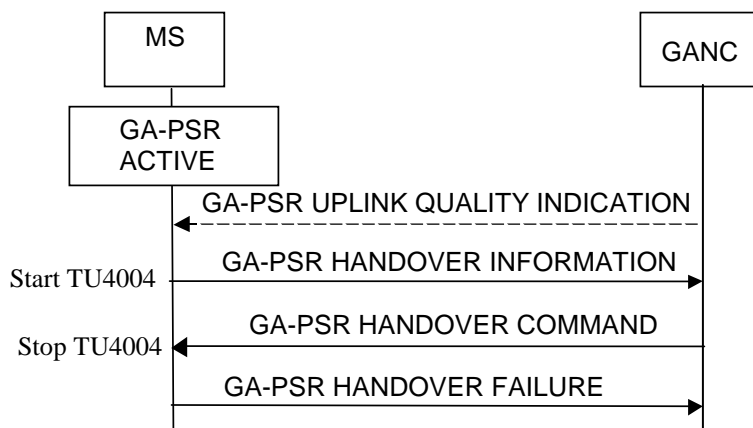 MS
GANC
GA-PSR
ACTIVE
GA-PSR UPLINK QUALITY INDICATION
GA-PSR HANDOVER INFORMATION
Start TU4004
GA-PSR HANDOVER COMMAND
Stop TU4004
GA-PSR HANDOVER FAILURE